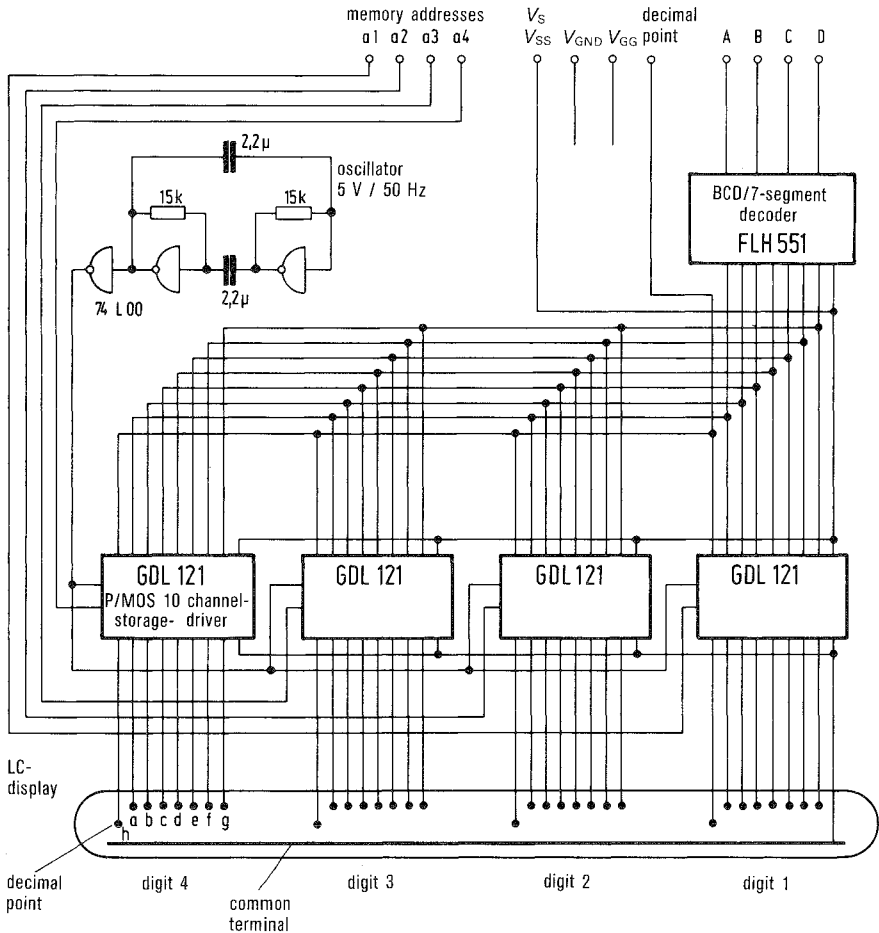 memory addresses
a1 a2 a3 a4
V_S
V_SS V_GND V_GG
decimal
point
A B C D
2,2µ
oscillator
5 V / 50 Hz
15k
15k
2,2µ
74 L 00
BCD/7-segment
decoder
FLH 551
GDL 121
P/MOS 10 channel-
storage- driver
GDL 121
GDL 121
GDL 121
LC-
display
h a b c d e f g
decimal
point
digit 4
common
terminal
digit 3
digit 2
digit 1